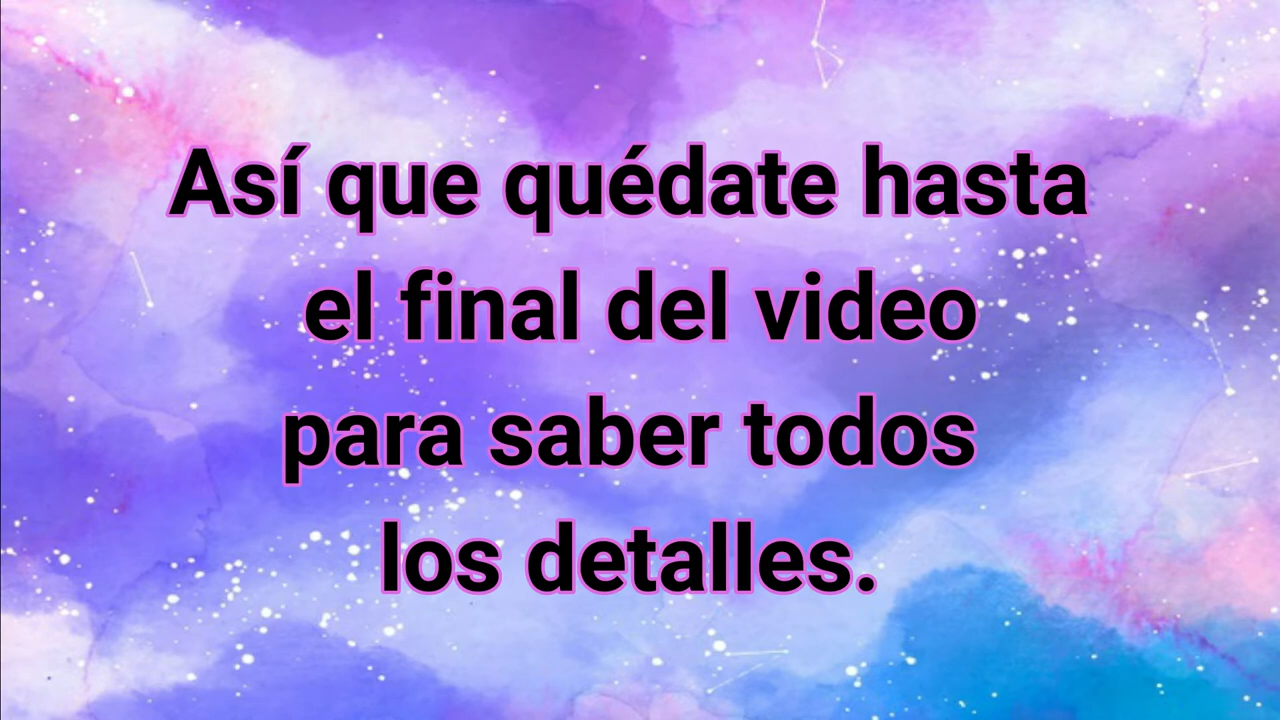 Así que quédate hasta
el final del video
para saber todos
los detalles.